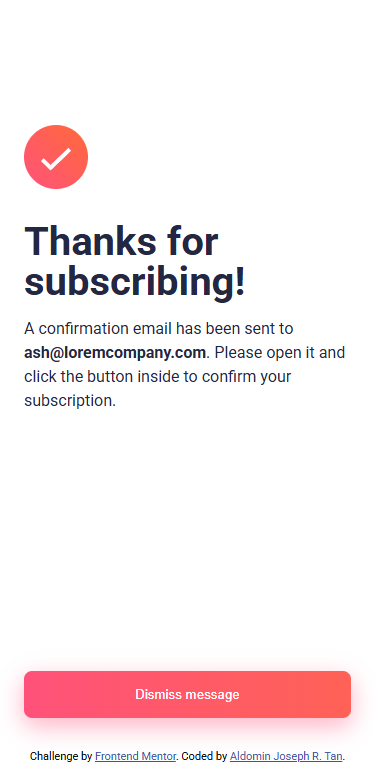 Thanks for
subscribing!
A confirmation email has been sent to
ash@loremcompany.com. Please open it and
click the button inside to confirm your
subscription.
Dismiss message
Challenge by Frontend Mentor. Coded by Aldomin Joseph R. Tan.